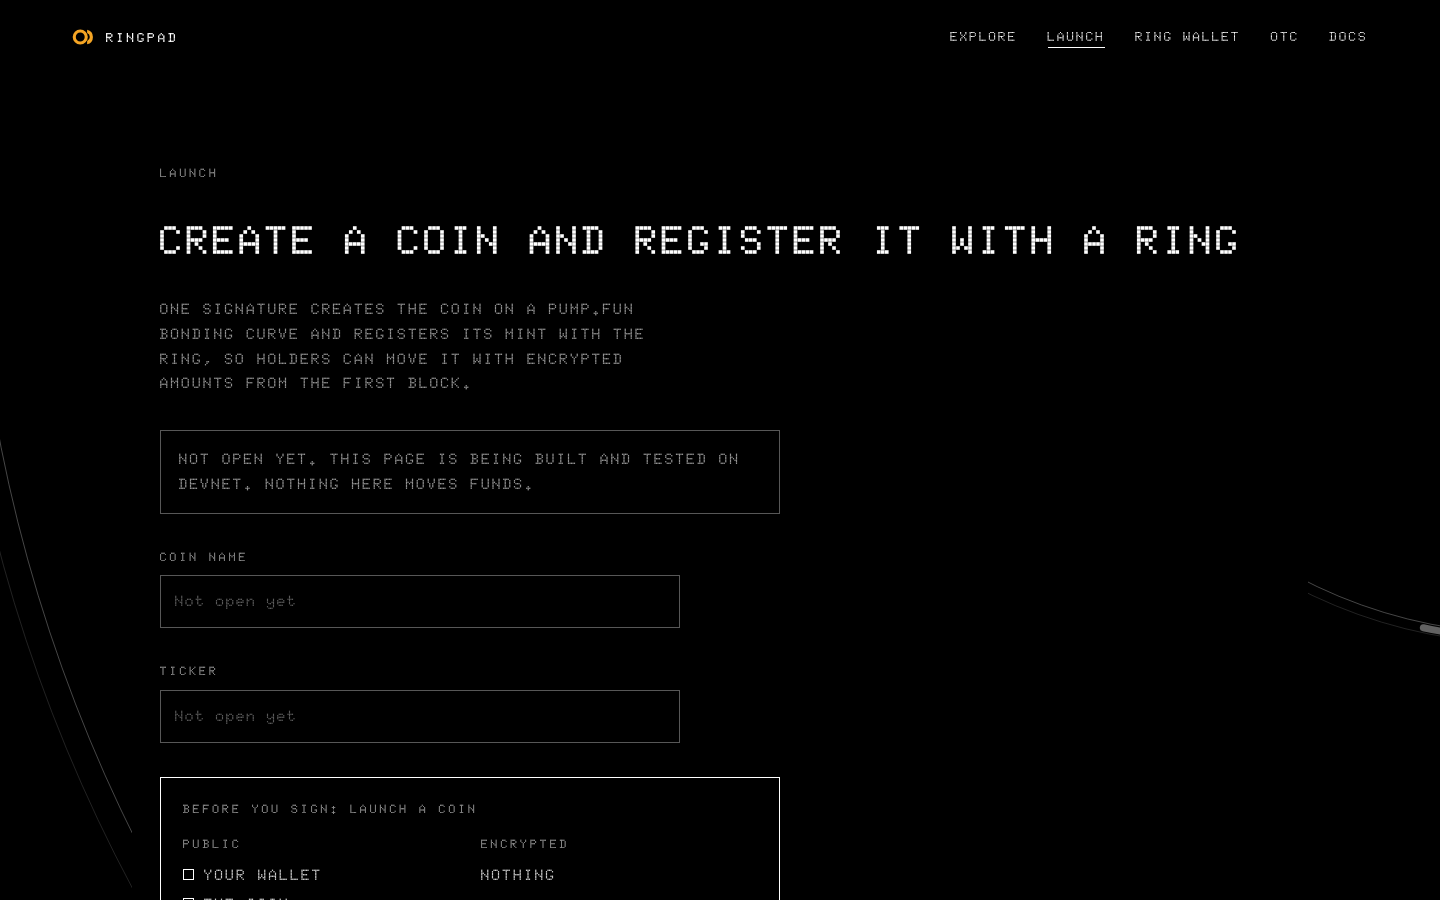 RINGPAD
EXPLORE LAUNCH RING WALLET OTC DOCS
LAUNCH
CREATE A COIN AND REGISTER IT WITH A RING
ONE SIGNATURE CREATES THE COIN ON A PUMP.FUN
BONDING CURVE AND REGISTERS ITS MINT WITH THE
RING, SO HOLDERS CAN MOVE IT WITH ENCRYPTED
AMOUNTS FROM THE FIRST BLOCK.
NOT OPEN YET. THIS PAGE IS BEING BUILT AND TESTED ON
DEVNET. NOTHING HERE MOVES FUNDS.
COIN NAME
Not open yet
TICKER
Not open yet
BEFORE YOU SIGN: LAUNCH A COIN
PUBLIC ENCRYPTED
YOUR WALLET NOTHING